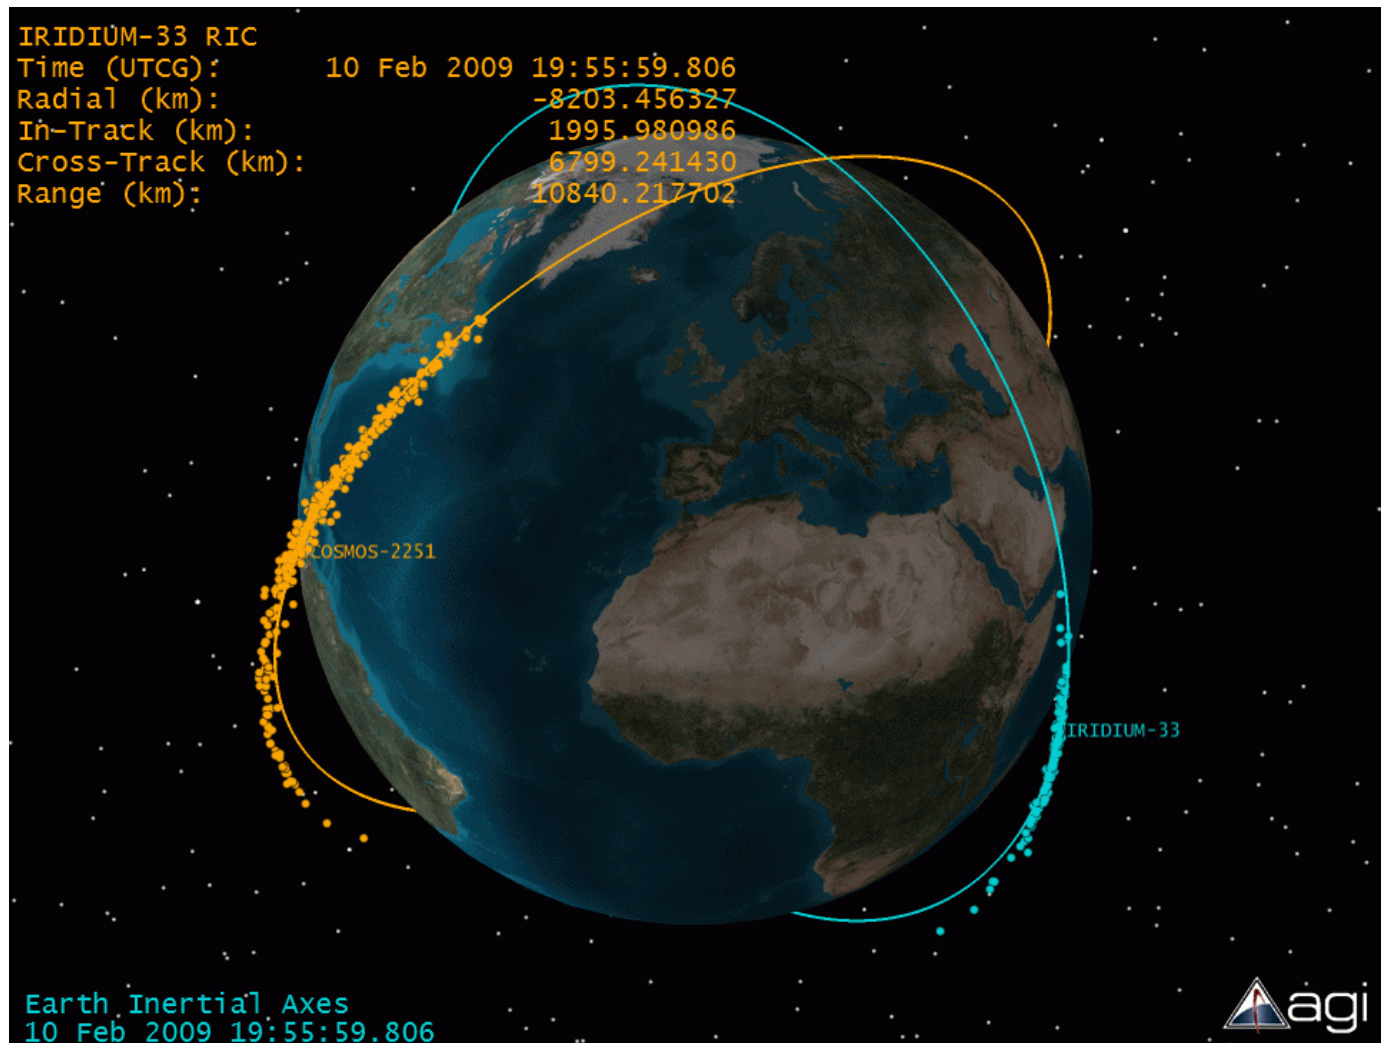 IRIDIUM-33 RIC
Time (UTCG): 10 Feb 2009 19:55:59.806
Radial (km): -8203.456327
In-Track (km): 1995.980986
Cross-Track (km): 6799.241430
Range (km): 10840.217702
COSMOS-2251
IRIDIUM-33
Earth Inertial Axes
10 Feb 2009 19:55:59.806
agi